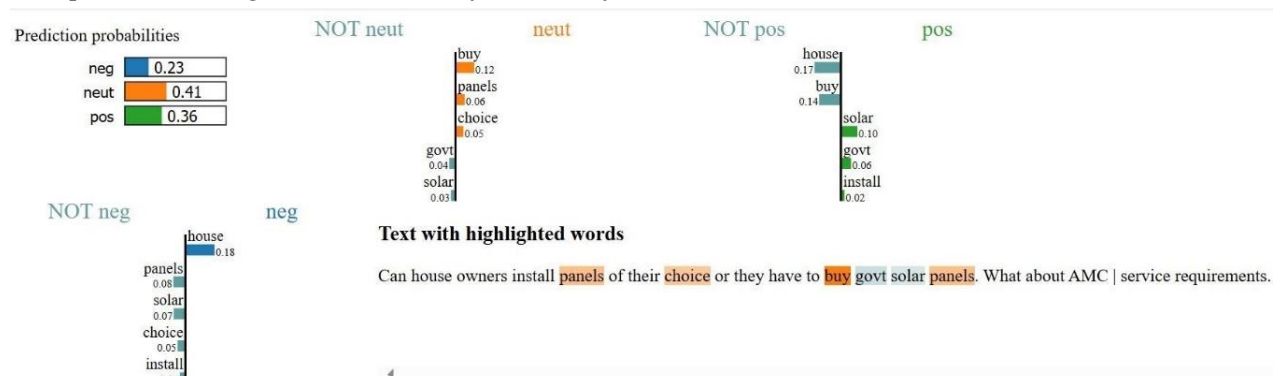 Prediction probabilities
neg 0.23
neut 0.41
pos 0.36
NOT neut neut
buy
0.12
panels
0.06
choice
0.05
govt
0.04
solar
0.03
NOT pos pos
house
0.17
buy
0.14
solar
0.10
govt
0.06
install
0.02
NOT neg neg
house
0.18
panels
0.08
solar
0.07
choice
0.05
install
Text with highlighted words
Can house owners install panels of their choice or they have to buy govt solar panels. What about AMC | service requirements.